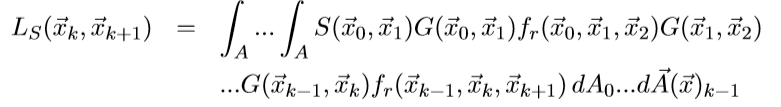 L_S(\vec{x}_k, \vec{x}_{k+1}) = \int_A ... \int_A S(\vec{x}_0, \vec{x}_1) G(\vec{x}_0, \vec{x}_1) f_r(\vec{x}_0, \vec{x}_1, \vec{x}_2) G(\vec{x}_1, \vec{x}_2)
...G(\vec{x}_{k-1}, \vec{x}_k) f_r(\vec{x}_{k-1}, \vec{x}_k, \vec{x}_{k+1}) \, dA_0 ... d\vec{A}(\vec{x})_{k-1}